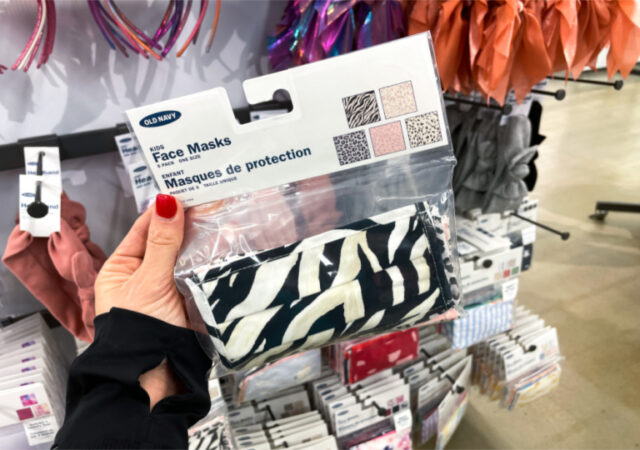 OLD NAVY
KIDS
Face Masks
5 PACK ONE SIZE
ENFANT
Masques de protection
PAQUET DE 5 TAILLE UNIQUE